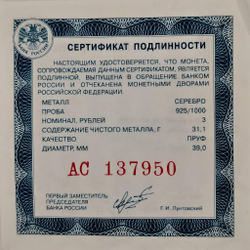 БАНК РОССИИ
СЕРТИФИКАТ ПОДЛИННОСТИ
НАСТОЯЩИМ УДОСТОВЕРЯЕТСЯ, ЧТО МОНЕТА,
СОПРОВОЖДАЕМАЯ ДАННЫМ СЕРТИФИКАТОМ, ЯВЛЯЕТСЯ
ПОДЛИННОЙ, ВЫПУЩЕНА В ОБРАЩЕНИЕ БАНКОМ
РОССИИ И ОТЧЕКАНЕНА МОНЕТНЫМИ ДВОРАМИ
РОССИЙСКОЙ ФЕДЕРАЦИИ.
МЕТАЛЛ СЕРЕБРО
ПРОБА 925/1000
НОМИНАЛ, РУБЛЕЙ 3
СОДЕРЖАНИЕ ЧИСТОГО МЕТАЛЛА, Г 31,1
КАЧЕСТВО ПРУФ
ДИАМЕТР, ММ 39,0
АС 137950
ПЕРВЫЙ ЗАМЕСТИТЕЛЬ
ПРЕДСЕДАТЕЛЯ
БАНКА РОССИИ Г.И. Лунтовский